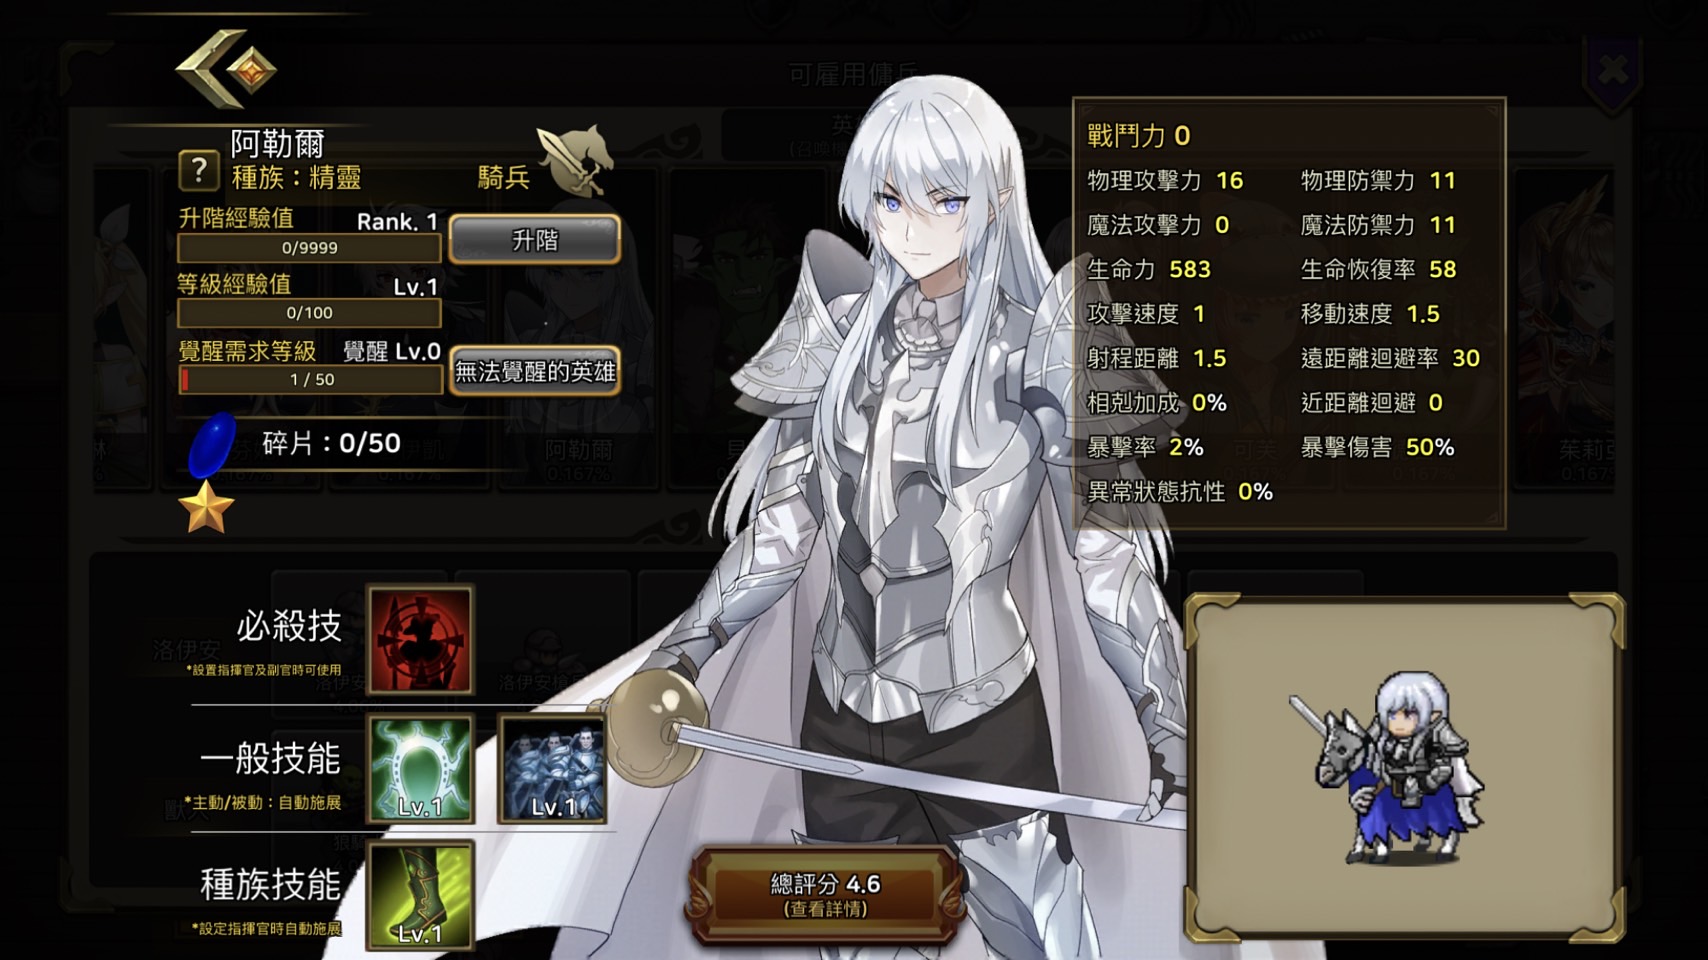 可雇用傭兵
阿勒爾
?
種族：精靈
騎兵
升階經驗值 Rank. 1
0/9999
升階
等級經驗值 Lv.1
0/100
覺醒需求等級 覺醒 Lv.0
1 / 50
無法覺醒的英雄
碎片：0/50
阿勒爾
0.167%
戰鬥力 0
物理攻擊力 16 物理防禦力 11
魔法攻擊力 0 魔法防禦力 11
生命力 583 生命恢復率 58
攻擊速度 1 移動速度 1.5
射程距離 1.5 遠距離迴避率 30
相剋加成 0% 近距離迴避 0
暴擊率 2% 暴擊傷害 50%
異常狀態抗性 0%
必殺技
*設置指揮官及副官時可使用
洛伊安
一般技能
*主動/被動：自動施展
Lv.1
Lv.1
種族技能
*設定指揮官時自動施展
Lv.1
總評分 4.6
(查看詳情)